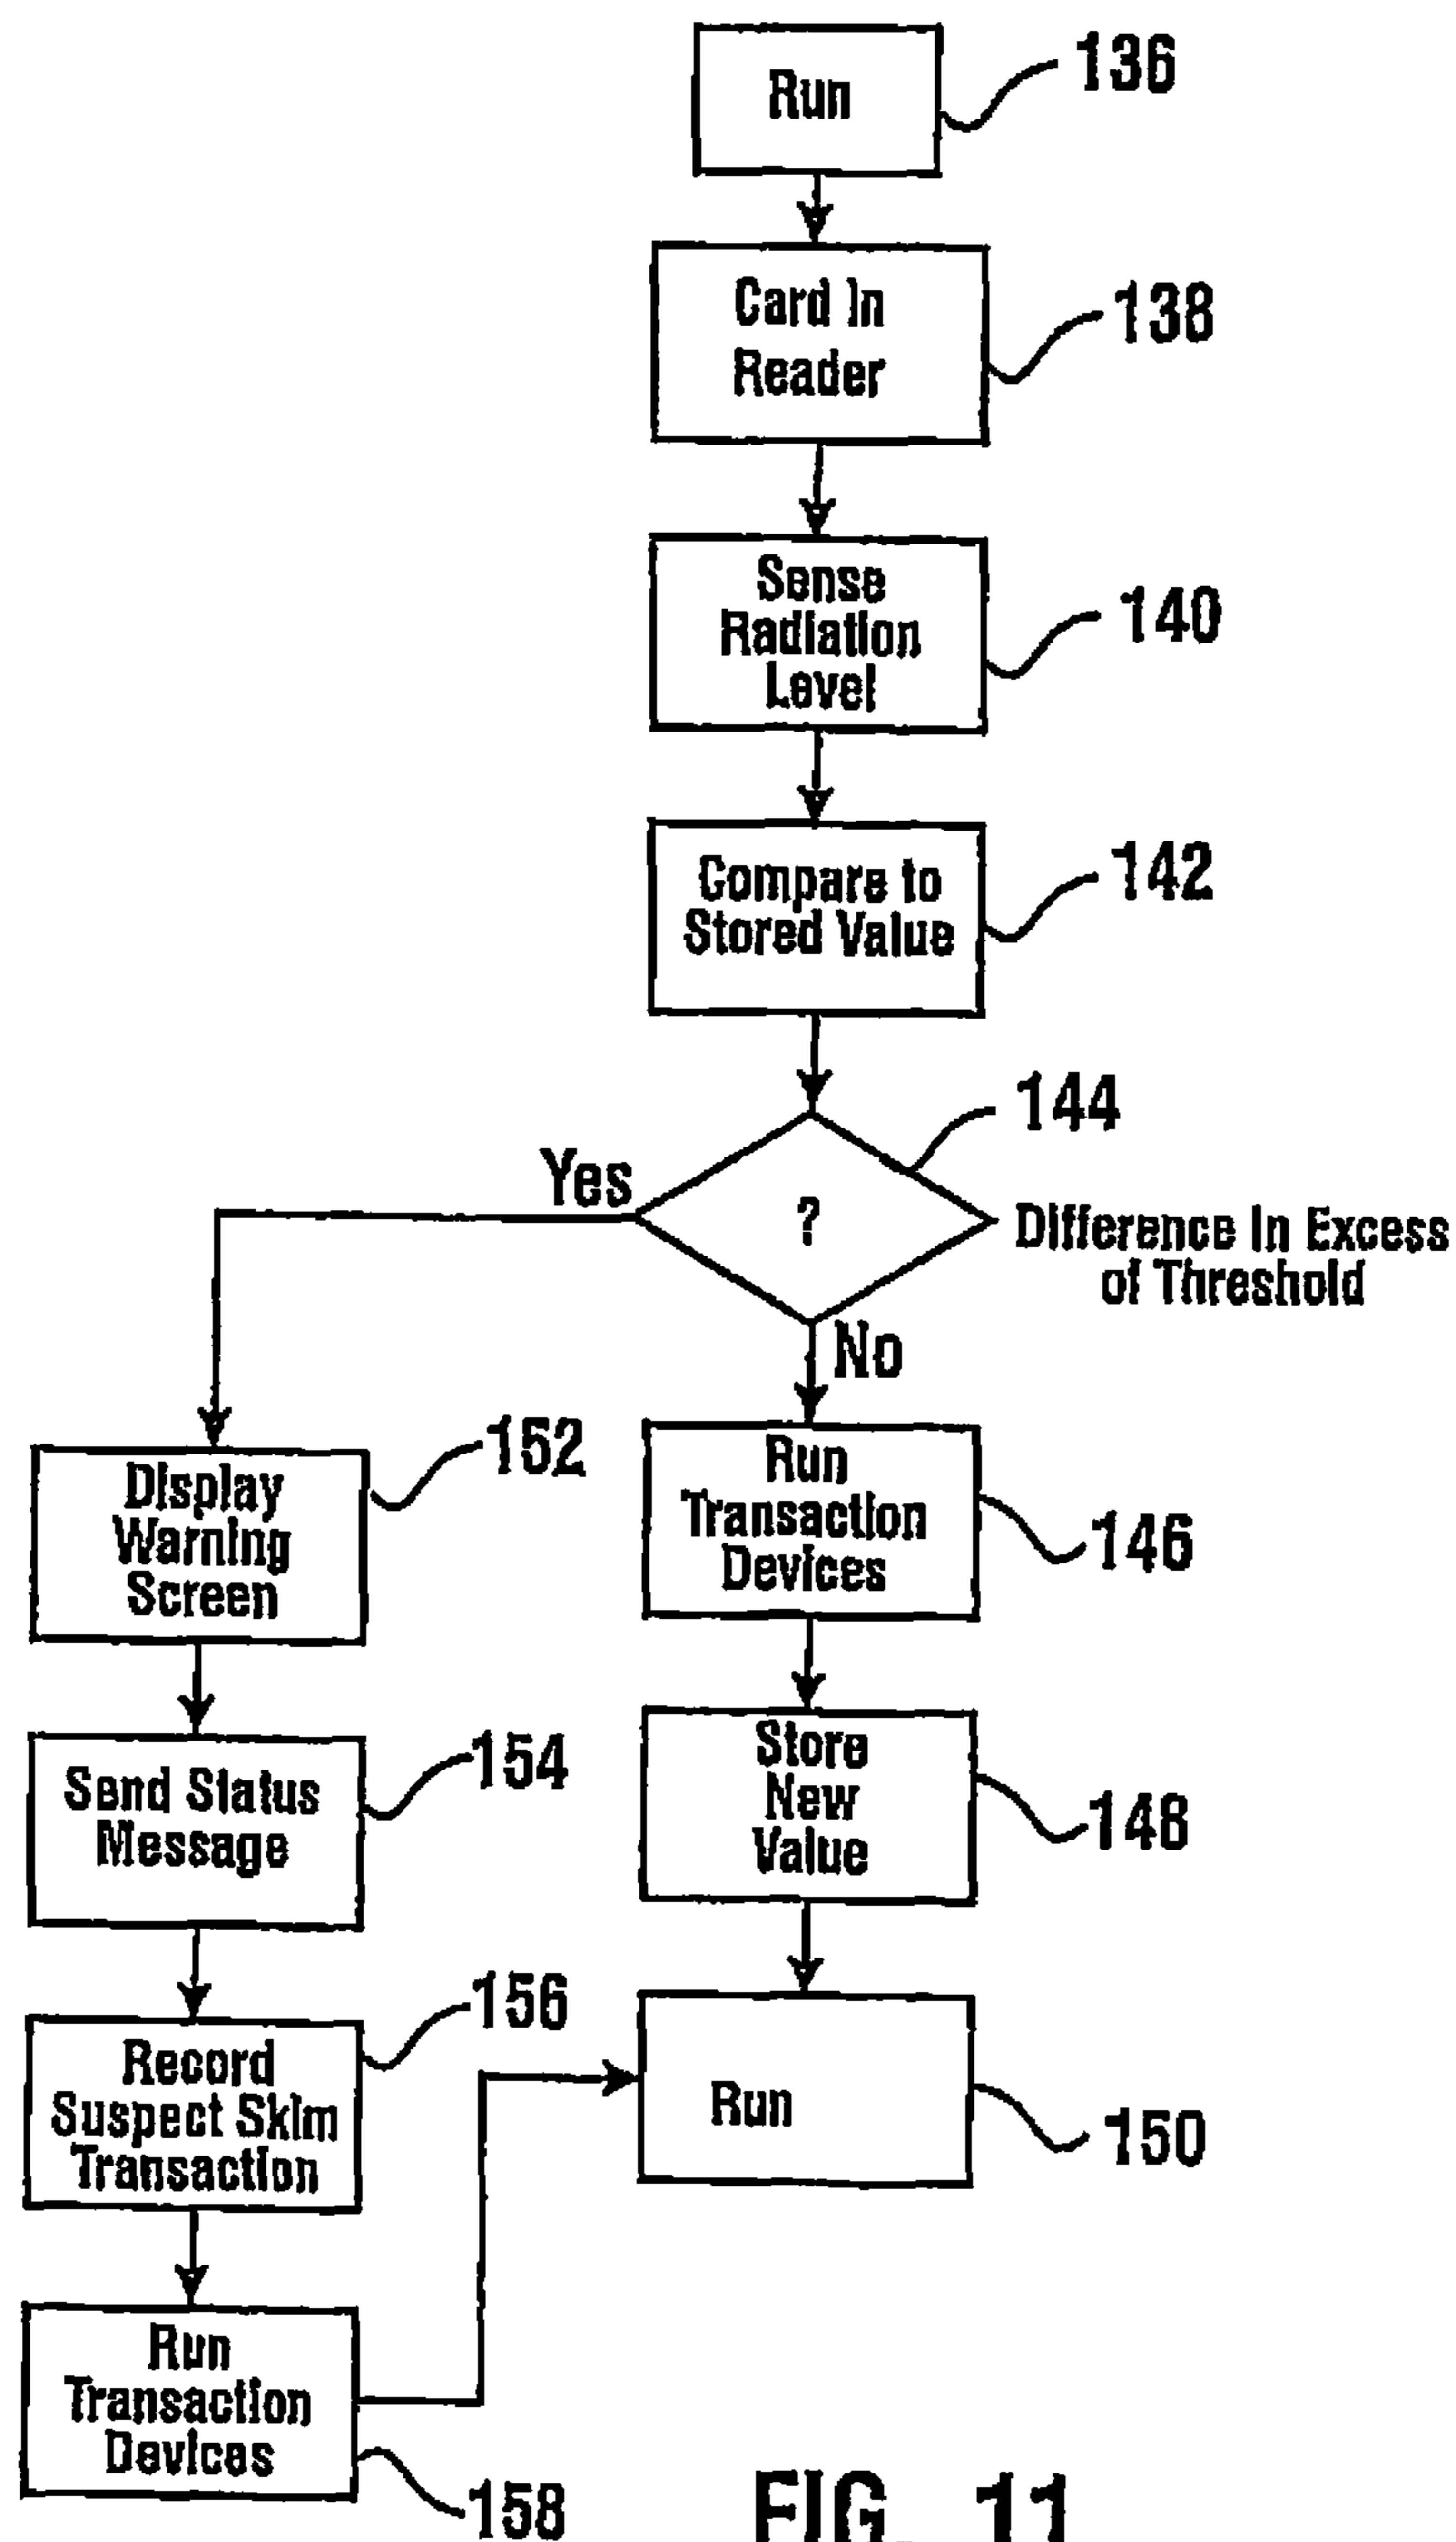 Run
136
Card In
Reader
138
Sense
Radiation
Level
140
Compare to
Stored Value
142
144
Yes
?
Difference In Excess
of Threshold
No
Display
Warning
Screen
152
Run
Transaction
Devices
146
Send Status
Message
154
Store
New
Value
148
Record
Suspect Skim
Transaction
156
Run
150
Run
Transaction
Devices
158
FIG. 11